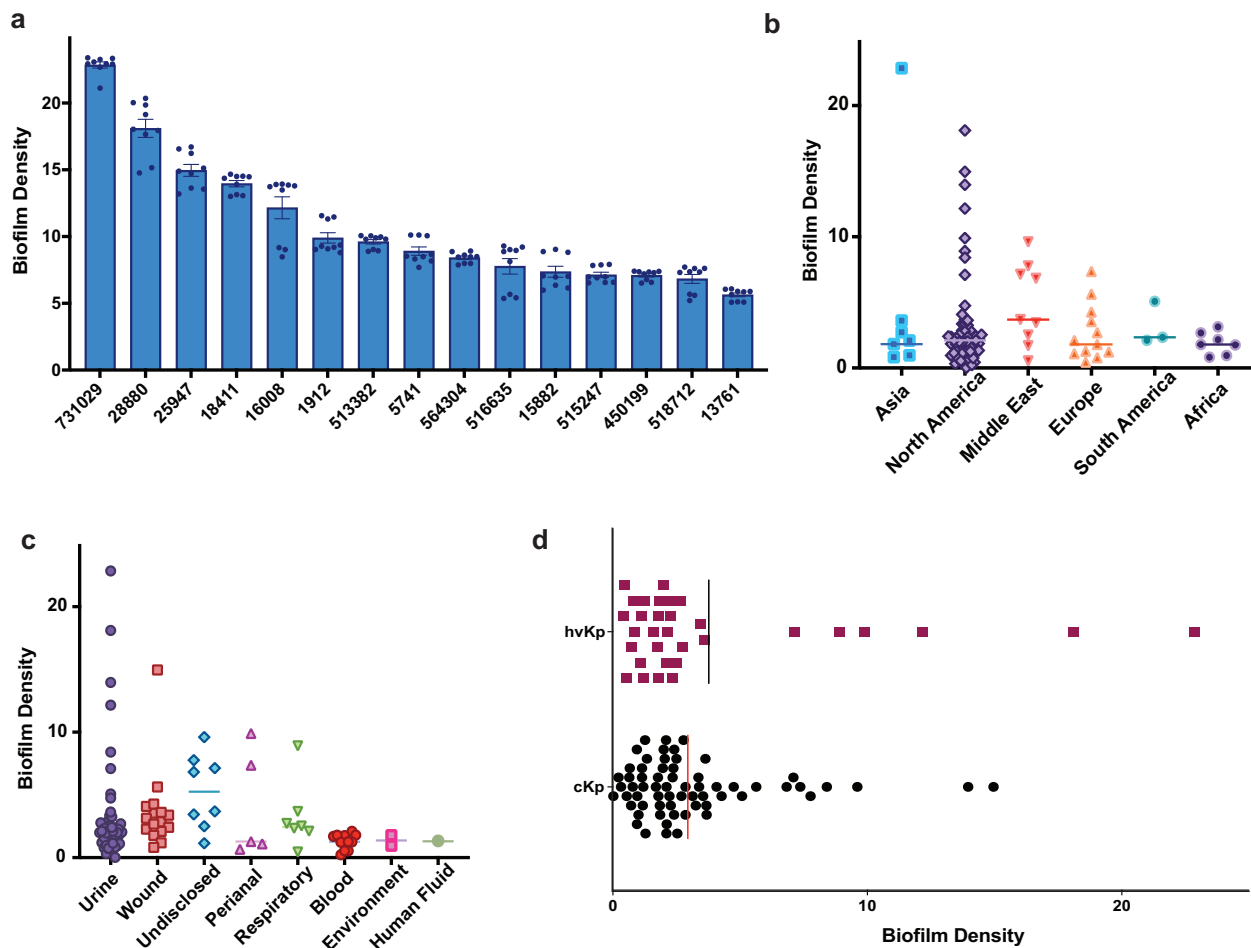 a
Biofilm Density
20
15
10
5
0
731029 28880 25947 18411 16008 1912 513382 5741 564304 516635 15882 515247 450199 518712 13761
b
Biofilm Density
20
10
0
Asia North America Middle East Europe South America Africa
c
Biofilm Density
20
10
0
Urine Wound Undisclosed Perianal Respiratory Blood Environment Human Fluid
d
hvKp
cKp
0 10 20
Biofilm Density